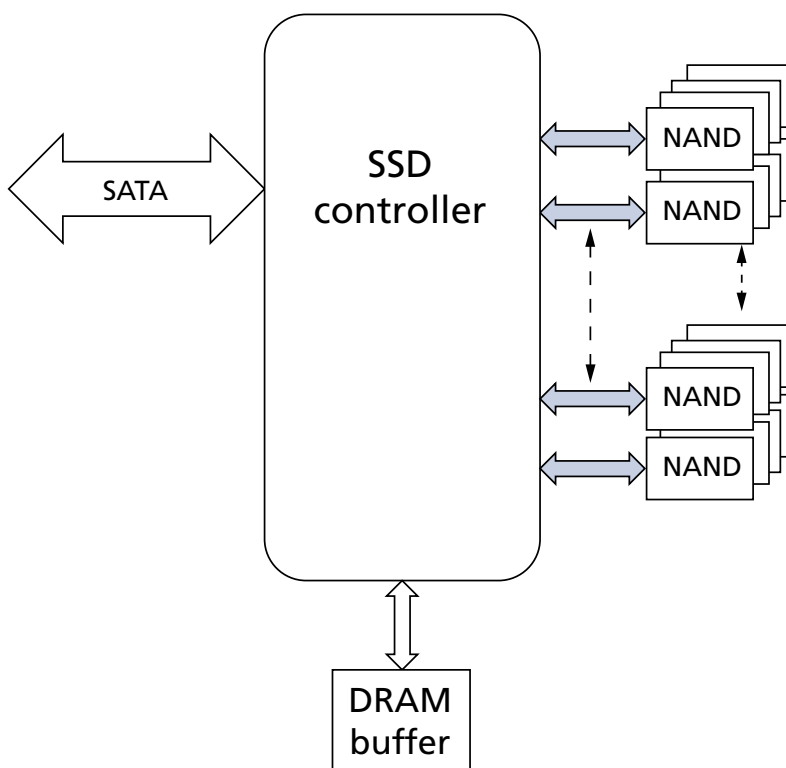 SATA
SSD
controller
NAND
NAND
NAND
NAND
DRAM
buffer